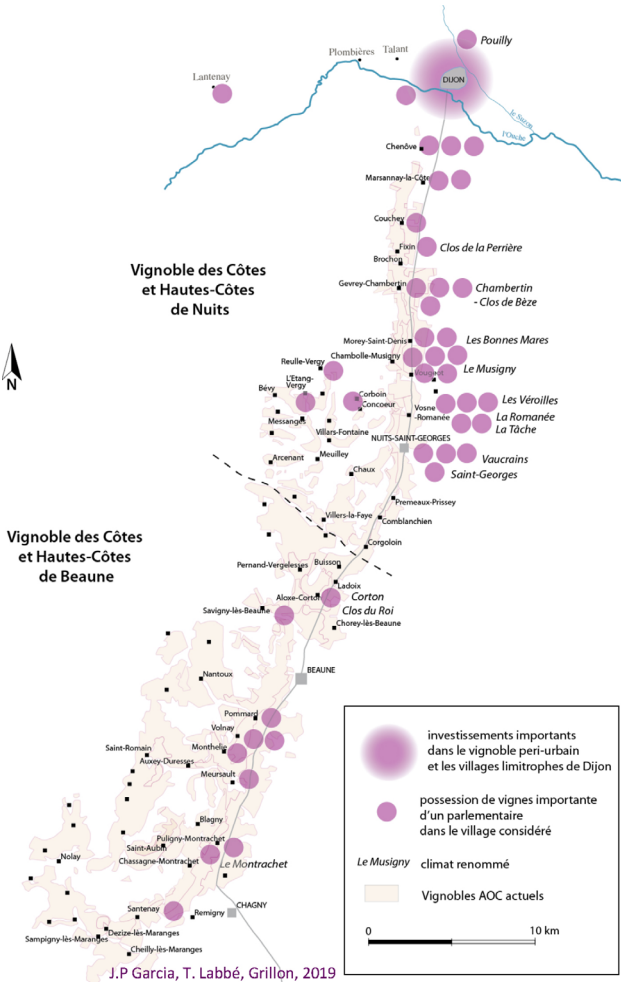 Pouilly
Plombières
Talant
Lantenay
DIJON
le Suzon
l'Ouche
Chenôve
Marsannay-la-Côte
Couchey
Fixin
Clos de la Perrière
Brochon
Vignoble des Côtes
et Hautes-Côtes
de Nuits
Gevrey-Chambertin
Chambertin
- Clos de Bèze
Morey-Saint-Denis
Les Bonnes Mares
Chambolle-Musigny
N
Reulle-Vergy
Le Musigny
Vougeot
L'Etang-
Vergy
Bévy
Corboin
Concoeur
Les Véroilles
Vosne
-Romanée
La Romanée
La Tâche
Messanges
Villars-Fontaine
NUITS-SAINT-GEORGES
Arcenant
Meuilley
Vaucrains
Chaux
Saint-Georges
Premeaux-Prissey
Villers-la-Faye
Comblanchien
Vignoble des Côtes
et Hautes-Côtes
de Beaune
Corgoloin
Pernand-Vergelesses
Buisson
Ladoix
Aloxe-Corton
Corton
Clos du Roi
Savigny-lès-Beaune
Chorey-lès-Beaune
BEAUNE
Nantoux
Pommard
Volnay
Saint-Romain
Monthelie
Auxey-Duresses
Meursault
investissements importants
dans le vignoble peri-urbain
et les villages limitrophes de Dijon
possession de vignes importante
d'un parlementaire
dans le village considéré
Blagny
Puligny-Montrachet
Saint-Aubin
Chassagne-Montrachet
Le Montrachet
Nolay
Le Musigny
climat renommé
Vignobles AOC actuels
Santenay
Remigny
CHAGNY
Dezize-lès-Maranges
Sampigny-lès-Maranges
Cheilly-lès-Maranges
0
10 km
J.P Garcia, T. Labbé, Grillon, 2019